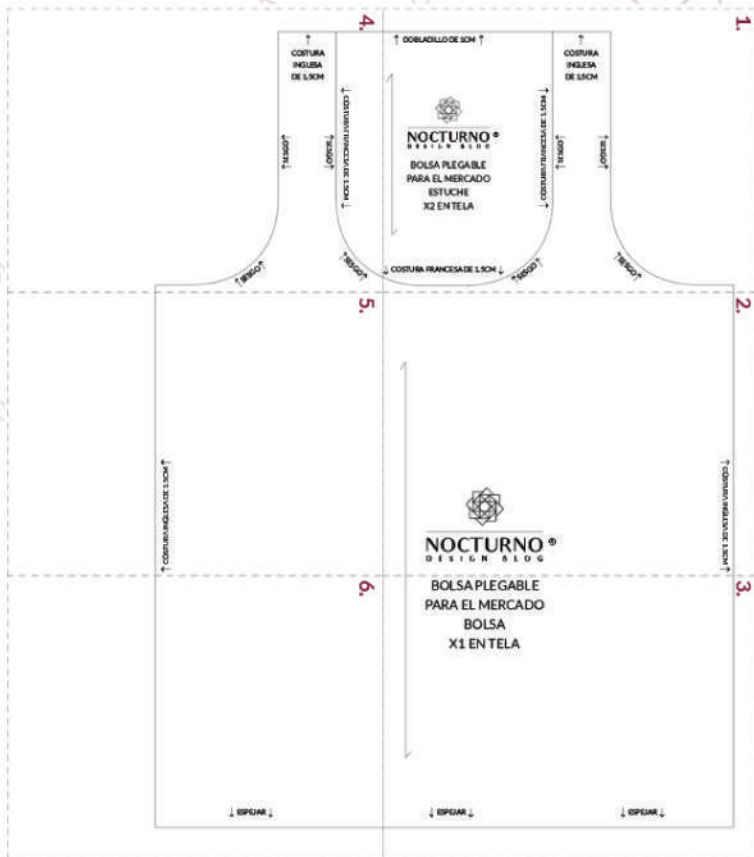 4.
1.
↑ DOBLADILLO DE 1CM ↑
↑
COSTURA
INGLESA
DE 1.5CM
↑
COSTURA
INGLESA
DE 1.5CM
COSTURA FRANCESA DE 1.5CM
COSTURA FRANCESA DE 1.5CM
NOCTURNO®
DESIGN BLOG
BOLSA PLEGABLE
PARA EL MERCADO
ESTUCHE
X2 EN TELA
↑SESGO↑
↑SESGO↑
↑SESGO↑
↑SESGO↑
↑SESGO↑
↑SESGO↑
↑SESGO↑
↑SESGO↑
↓ COSTURA FRANCESA DE 1.5CM ↓
5.
2.
COSTURA INGLESA DE 1.5CM
COSTURA INGLESA DE 1.5CM
NOCTURNO®
DESIGN BLOG
6.
3.
BOLSA PLEGABLE
PARA EL MERCADO
BOLSA
X1 EN TELA
↓ ESPEJAR ↓
↓ ESPEJAR ↓
↓ ESPEJAR ↓